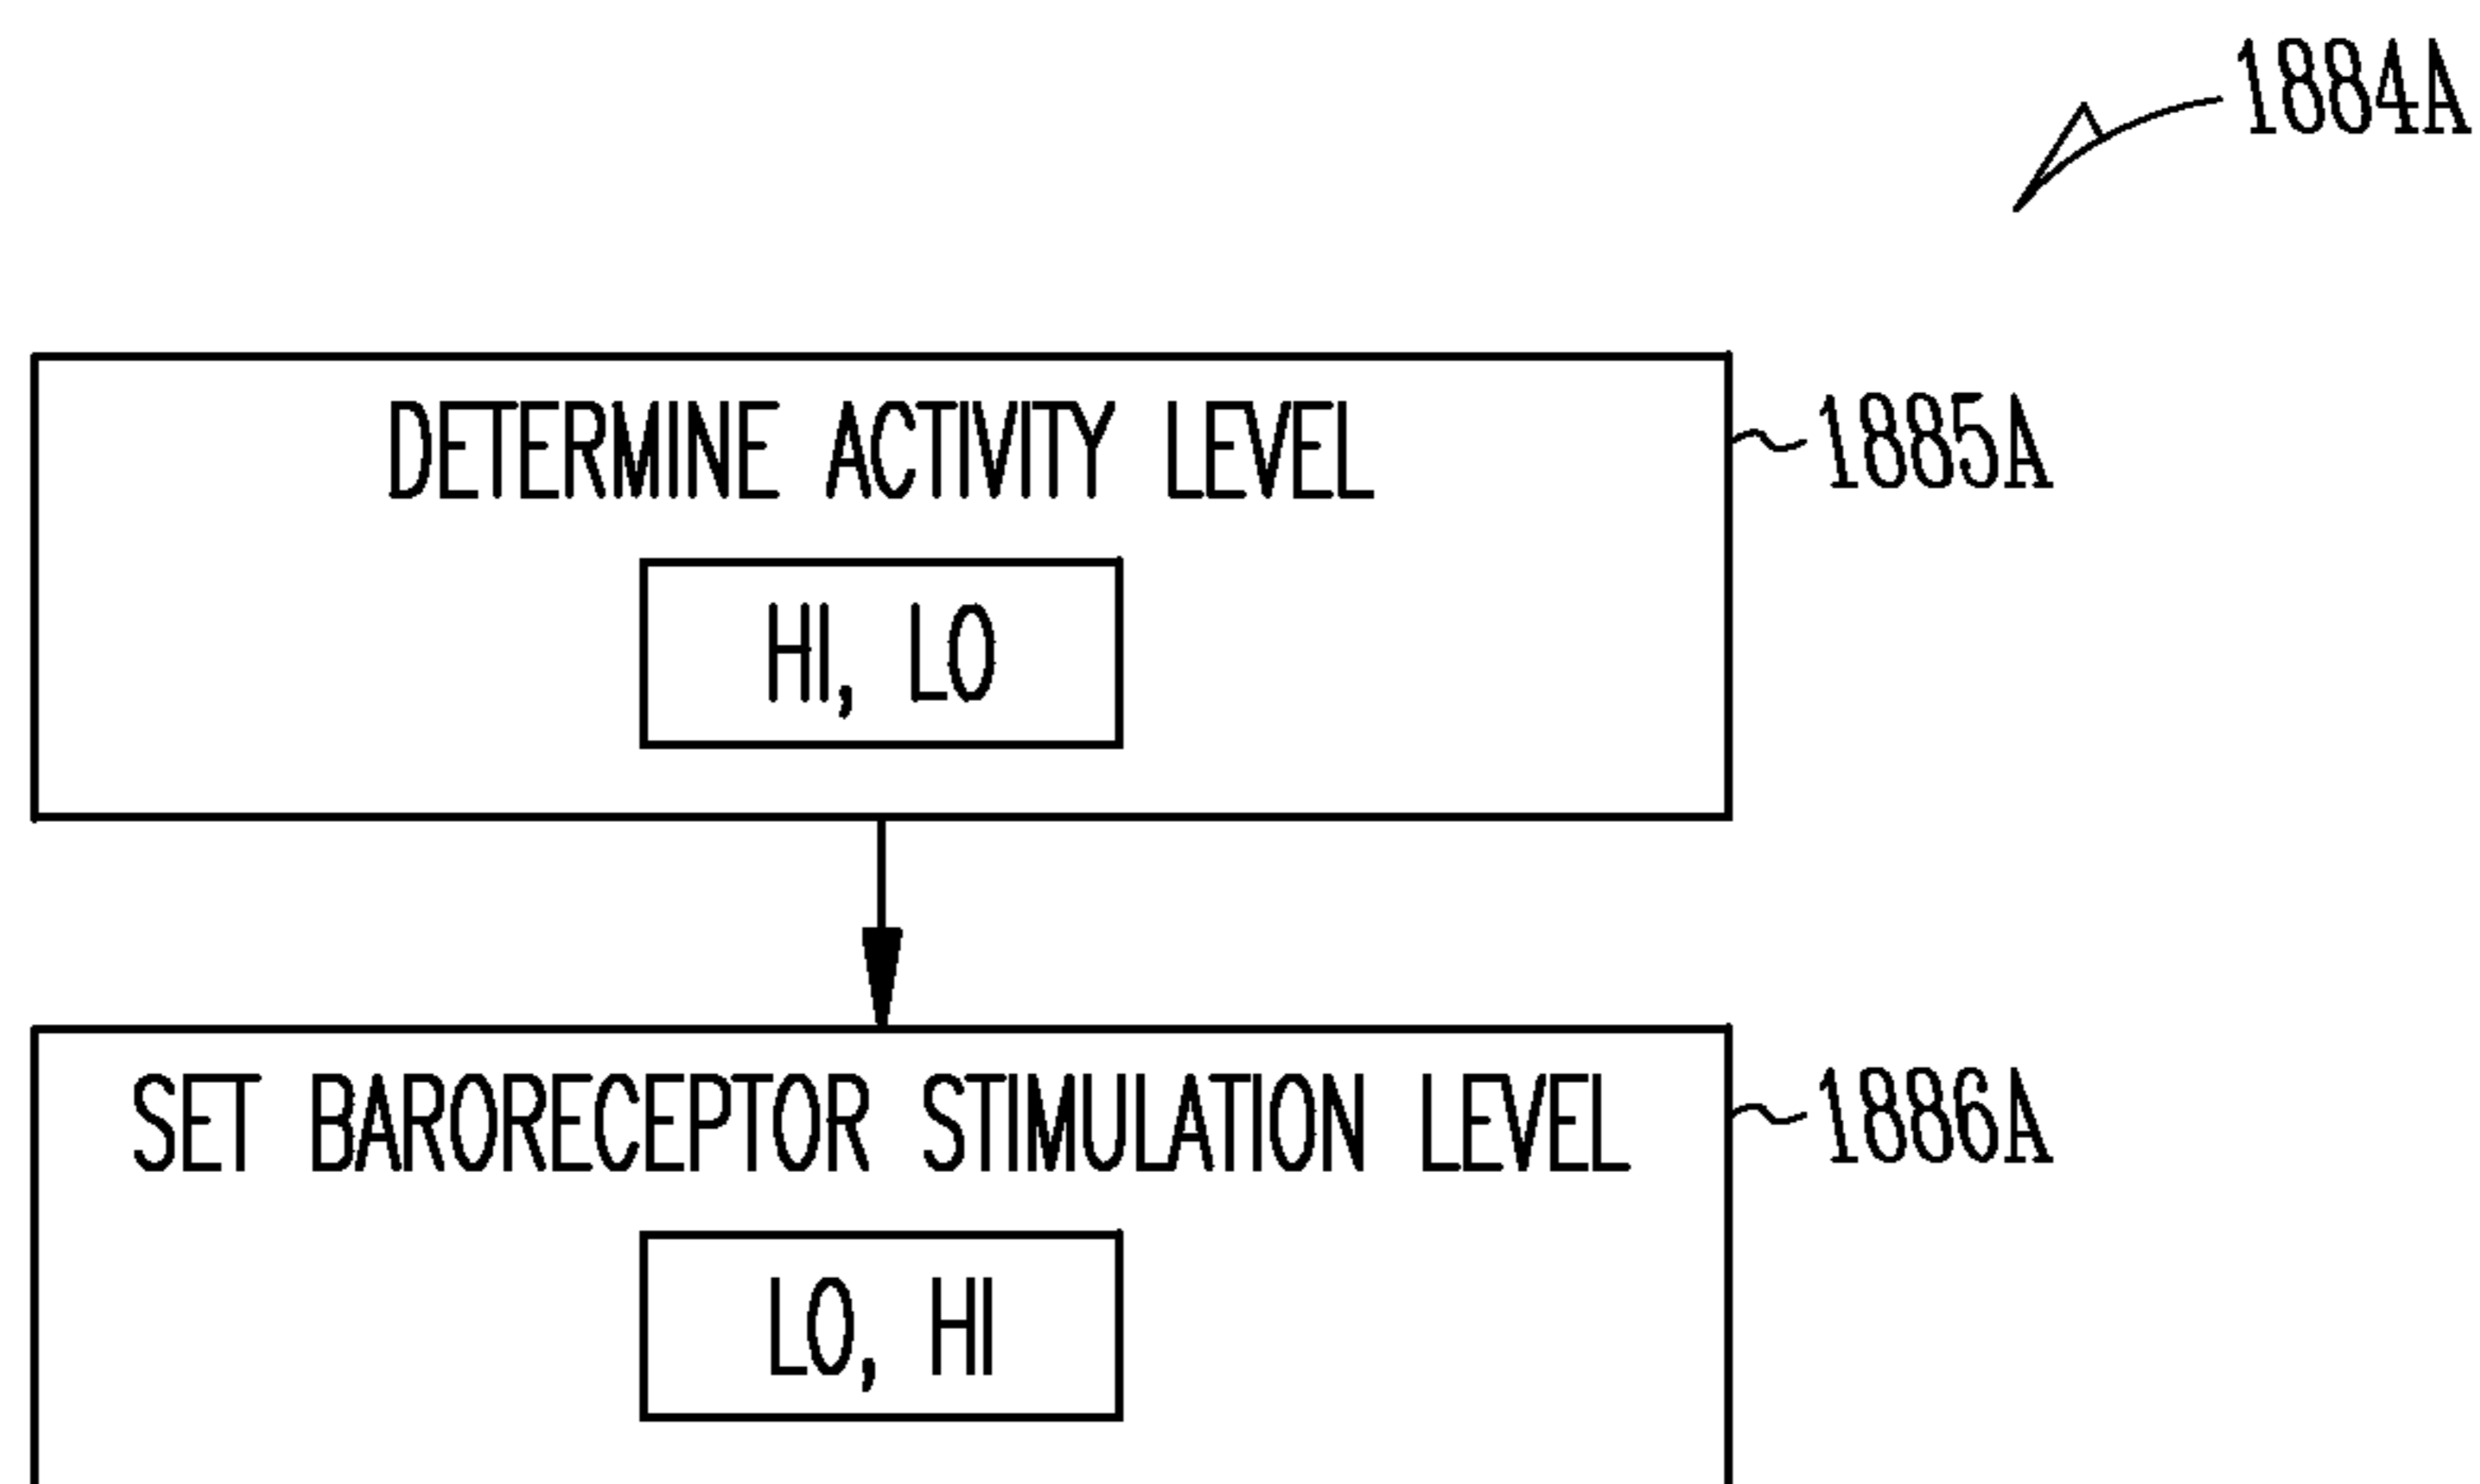 1884A
DETERMINE ACTIVITY LEVEL
1885A
HI, LO
SET BARORECEPTOR STIMULATION LEVEL
1886A
LO, HI